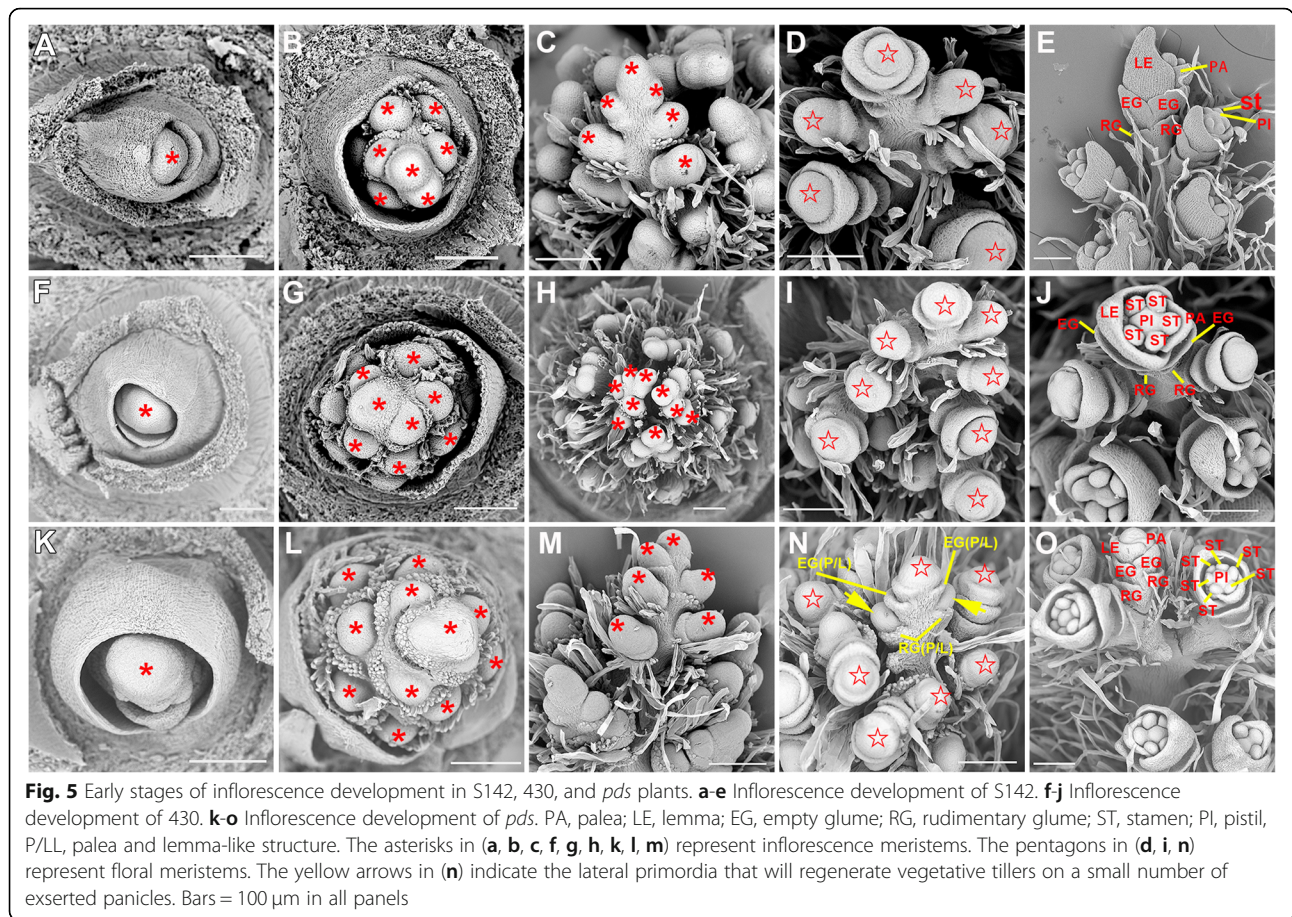 A B C D E
LE PA
EG EG st
RG RG PI
F G H I J
ST ST
LE PI ST PA EG
EG ST ST
RG RG
K L M N O
EG(P/L)
EG(P/L)
RG(P/L)
LE PA ST ST
EG EG ST PI ST
RG RG ST
Fig. 5 Early stages of inflorescence development in S142, 430, and pds plants. a-e Inflorescence development of S142. f-j Inflorescence
development of 430. k-o Inflorescence development of pds. PA, palea; LE, lemma; EG, empty glume; RG, rudimentary glume; ST, stamen; PI, pistil,
P/LL, palea and lemma-like structure. The asterisks in (a, b, c, f, g, h, k, l, m) represent inflorescence meristems. The pentagons in (d, i, n)
represent floral meristems. The yellow arrows in (n) indicate the lateral primordia that will regenerate vegetative tillers on a small number of
exserted panicles. Bars = 100 μm in all panels